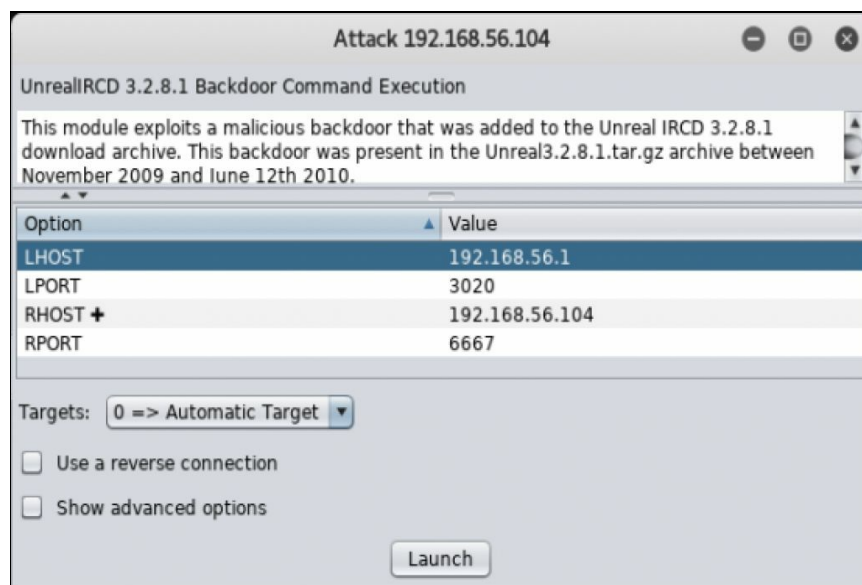 Attack 192.168.56.104
UnrealIRCD 3.2.8.1 Backdoor Command Execution
This module exploits a malicious backdoor that was added to the Unreal IRCD 3.2.8.1
download archive. This backdoor was present in the Unreal3.2.8.1.tar.gz archive between
November 2009 and June 12th 2010.
Option Value
LHOST 192.168.56.1
LPORT 3020
RHOST + 192.168.56.104
RPORT 6667
Targets: 0 => Automatic Target
Use a reverse connection
Show advanced options
Launch